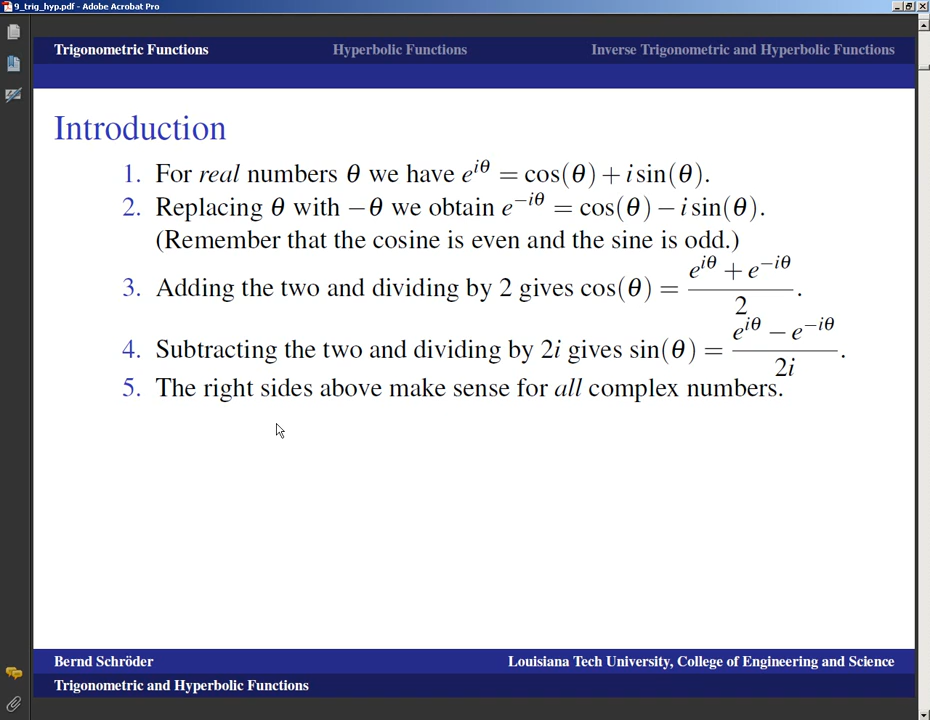 9_trig_hyp.pdf - Adobe Acrobat Pro
Trigonometric Functions Hyperbolic Functions Inverse Trigonometric and Hyperbolic Functions
Introduction
1. For real numbers θ we have e^{iθ} = cos(θ) + i sin(θ).
2. Replacing θ with −θ we obtain e^{−iθ} = cos(θ) − i sin(θ).
(Remember that the cosine is even and the sine is odd.)
3. Adding the two and dividing by 2 gives cos(θ) = \frac{e^{iθ} + e^{−iθ}}{2}.
4. Subtracting the two and dividing by 2i gives sin(θ) = \frac{e^{iθ} − e^{−iθ}}{2i}.
5. The right sides above make sense for all complex numbers.
Bernd Schröder Louisiana Tech University, College of Engineering and Science
Trigonometric and Hyperbolic Functions